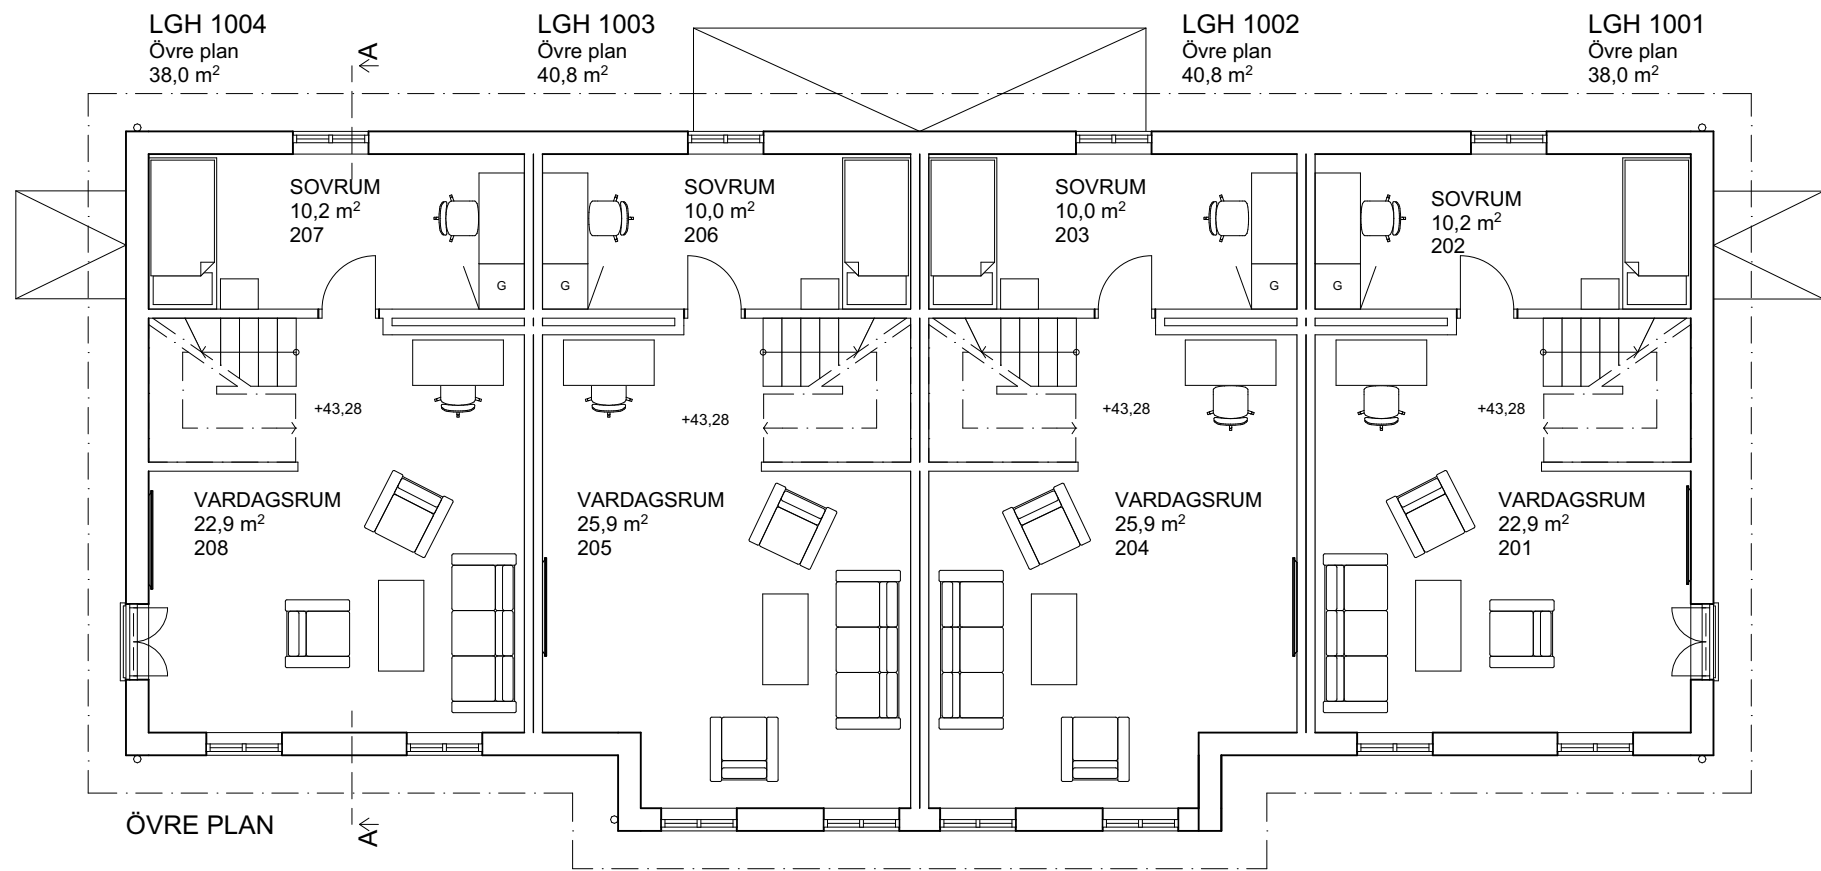 LGH 1004
Övre plan
38,0 m²
A
LGH 1003
Övre plan
40,8 m²
LGH 1002
Övre plan
40,8 m²
LGH 1001
Övre plan
38,0 m²
SOVRUM
10,2 m²
207
G
SOVRUM
10,0 m²
206
G
SOVRUM
10,0 m²
203
G
SOVRUM
10,2 m²
202
G
+43,28
+43,28
+43,28
+43,28
VARDAGSRUM
22,9 m²
208
VARDAGSRUM
25,9 m²
205
VARDAGSRUM
25,9 m²
204
VARDAGSRUM
22,9 m²
201
ÖVRE PLAN
A